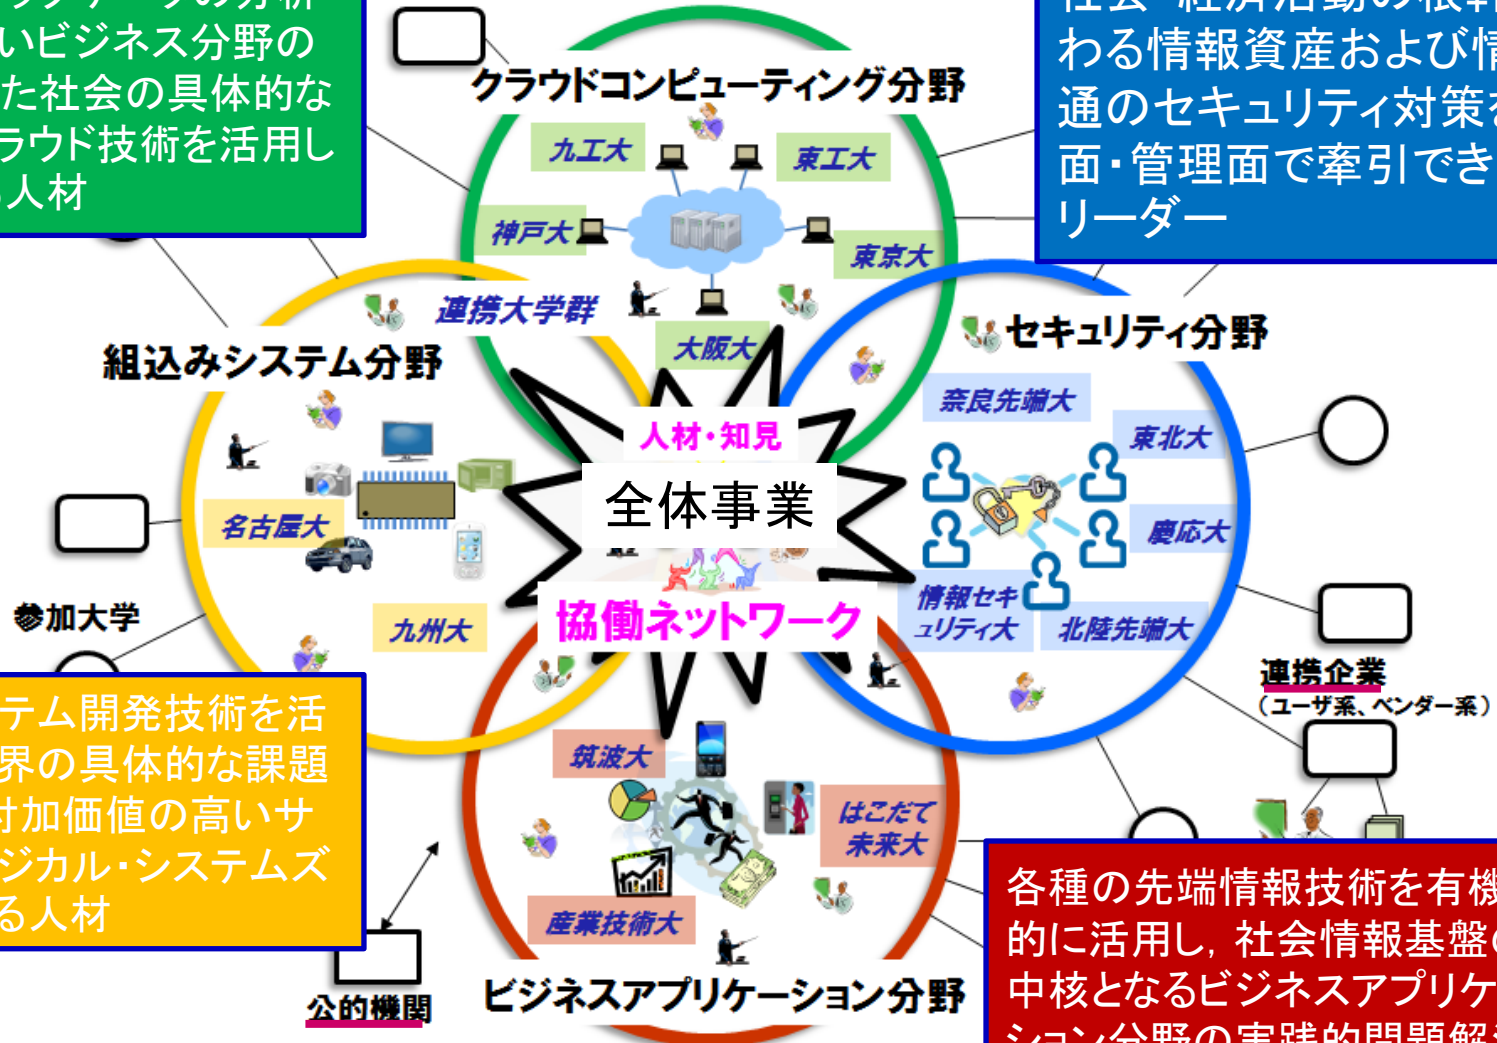 いビジネス分野の
た社会の具体的な
ラウド技術を活用し
人材
わる情報資産および情
通のセキュリティ対策
面・管理面で牽引でき
リーダー
クラウドコンピューティング分野
九工大
東工大
神戸大
東京大
大阪大
連携大学群
組込みシステム分野
セキュリティ分野
奈良先端大
東北大
慶応大
情報セキ
ュリティ大
北陸先端大
人材・知見
全体事業
協働ネットワーク
名古屋大
九州大
参加大学
連携企業
（ユーザ系、ベンダー系）
テム開発技術を活
界の具体的な課題
付加価値の高いサ
ジカル・システムズ
る人材
筑波大
はこだて
未来大
産業技術大
公的機関
ビジネスアプリケーション分野
各種の先端情報技術を有機
的に活用し，社会情報基盤の
中核となるビジネスアプリケ
ション分野の実践的問題解